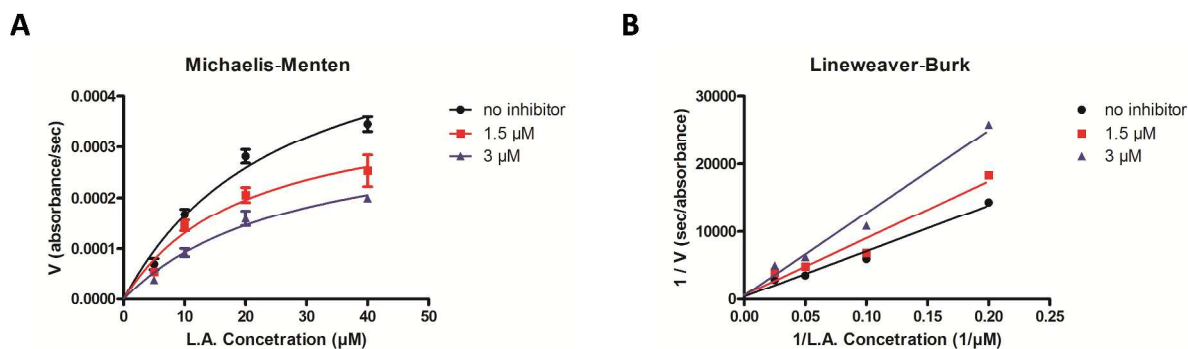 A
Michaelis-Menten
0.0004
0.0003
0.0002
0.0001
0.0000
0
10
20
30
40
50
V (absorbance/sec)
L.A. Concetration (µM)
no inhibitor
1.5 µM
3 µM
B
Lineweaver-Burk
30000
20000
10000
0
0.00
0.05
0.10
0.15
0.20
0.25
1 / V (sec/absorbance)
1/L.A. Concetration (1/µM)
no inhibitor
1.5 µM
3 µM